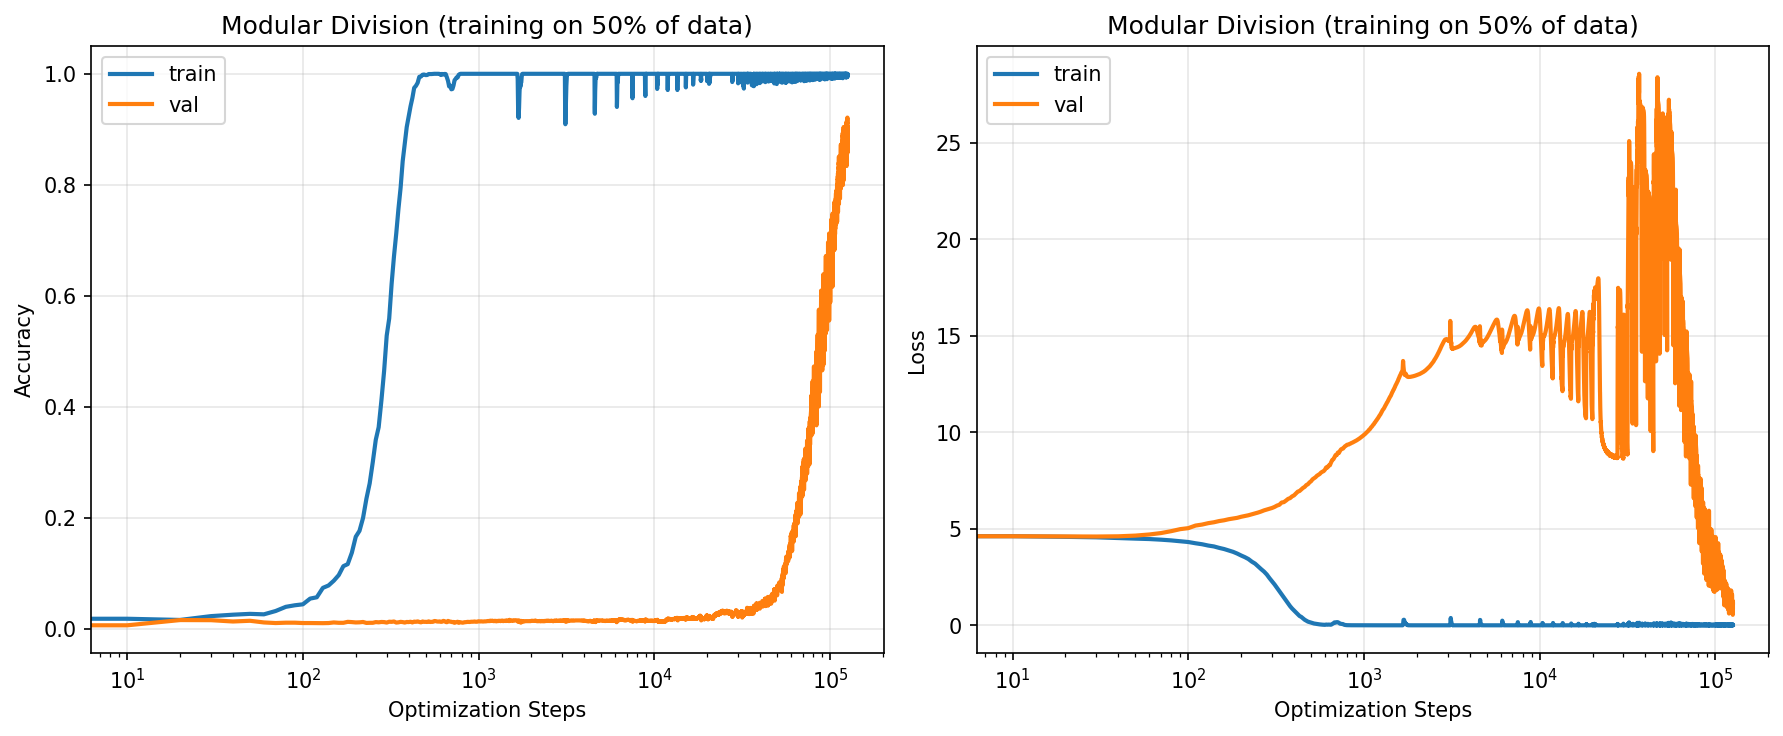 Modular Division (training on 50% of data)
train
val
Accuracy
1.0
0.8
0.6
0.4
0.2
0.0
10¹
10²
10³
10⁴
10⁵
Optimization Steps
Modular Division (training on 50% of data)
train
val
Loss
25
20
15
10
5
0
10¹
10²
10³
10⁴
10⁵
Optimization Steps